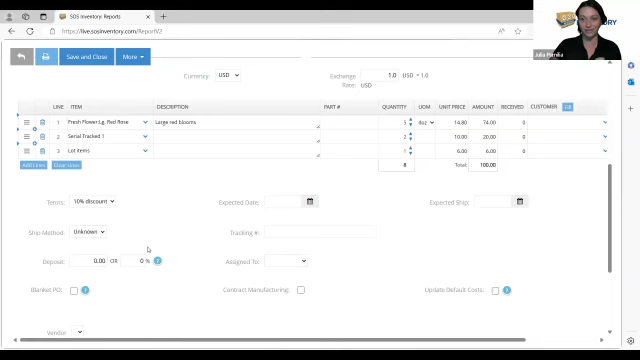 SOS Inventory: Reports
https://live.sosinventory.com/ReportV2
Julia Pamilia
Save and Close
More
Currency: USD
Exchange Rate: 1.0 USD = 1.0 USD
LINE ITEM DESCRIPTION PART # QUANTITY UOM UNIT PRICE AMOUNT RECEIVED CUSTOMER Fill
1 Fresh Flower:Lg. Red Rose Large red blooms 5 doz 14.80 74.00 0
2 Serial Tracked 1 2 10.00 20.00 0
3 Lot items 1 6.00 6.00 0
Add Lines Clear Lines 8 Total: 100.00
Terms: 10% discount Expected Date: Expected Ship:
Ship Method: Unknown Tracking #:
Deposit: 0.00 OR 0 % ? Assigned To:
Blanket PO: ? Contract Manufacturing: Update Default Costs: ?
Vendor